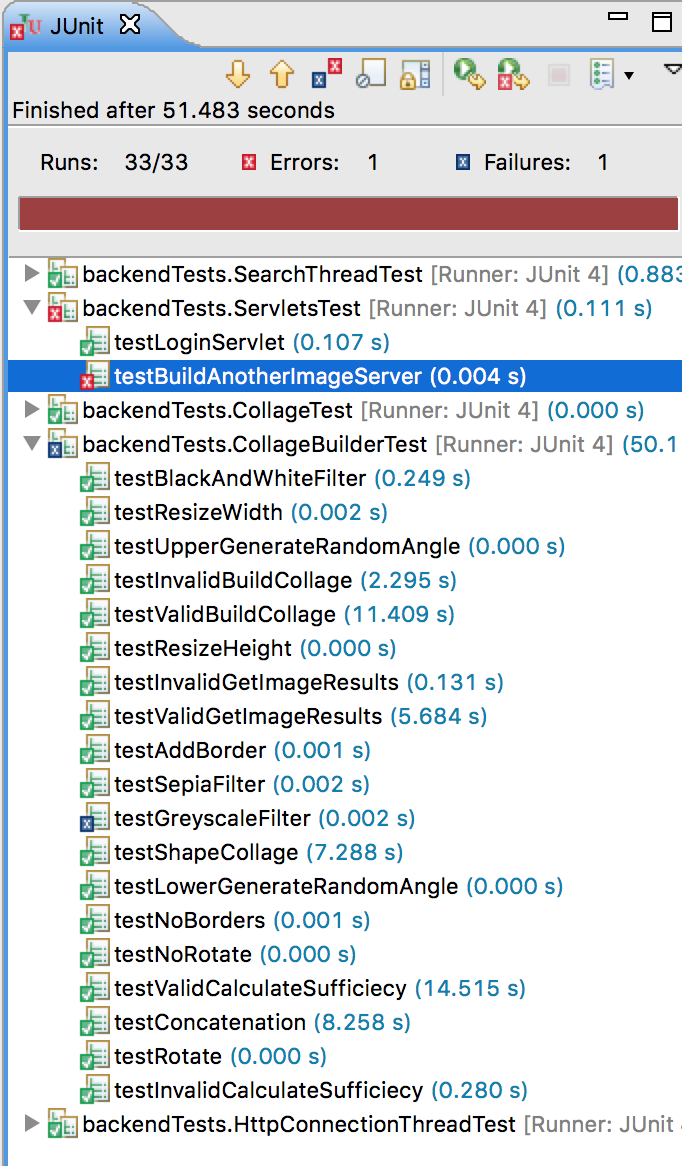 JUnit
Finished after 51.483 seconds
Runs: 33/33 Errors: 1 Failures: 1
backendTests.SearchThreadTest [Runner: JUnit 4] (0.883
backendTests.ServletsTest [Runner: JUnit 4] (0.111 s)
testLoginServlet (0.107 s)
testBuildAnotherImageServer (0.004 s)
backendTests.CollageTest [Runner: JUnit 4] (0.000 s)
backendTests.CollageBuilderTest [Runner: JUnit 4] (50.1
testBlackAndWhiteFilter (0.249 s)
testResizeWidth (0.002 s)
testUpperGenerateRandomAngle (0.000 s)
testInvalidBuildCollage (2.295 s)
testValidBuildCollage (11.409 s)
testResizeHeight (0.000 s)
testInvalidGetImageResults (0.131 s)
testValidGetImageResults (5.684 s)
testAddBorder (0.001 s)
testSepiaFilter (0.002 s)
testGreyscaleFilter (0.002 s)
testShapeCollage (7.288 s)
testLowerGenerateRandomAngle (0.000 s)
testNoBorders (0.001 s)
testNoRotate (0.000 s)
testValidCalculateSufficiecy (14.515 s)
testConcatenation (8.258 s)
testRotate (0.000 s)
testInvalidCalculateSufficiecy (0.280 s)
backendTests.HttpConnectionThreadTest [Runner: JUnit 4